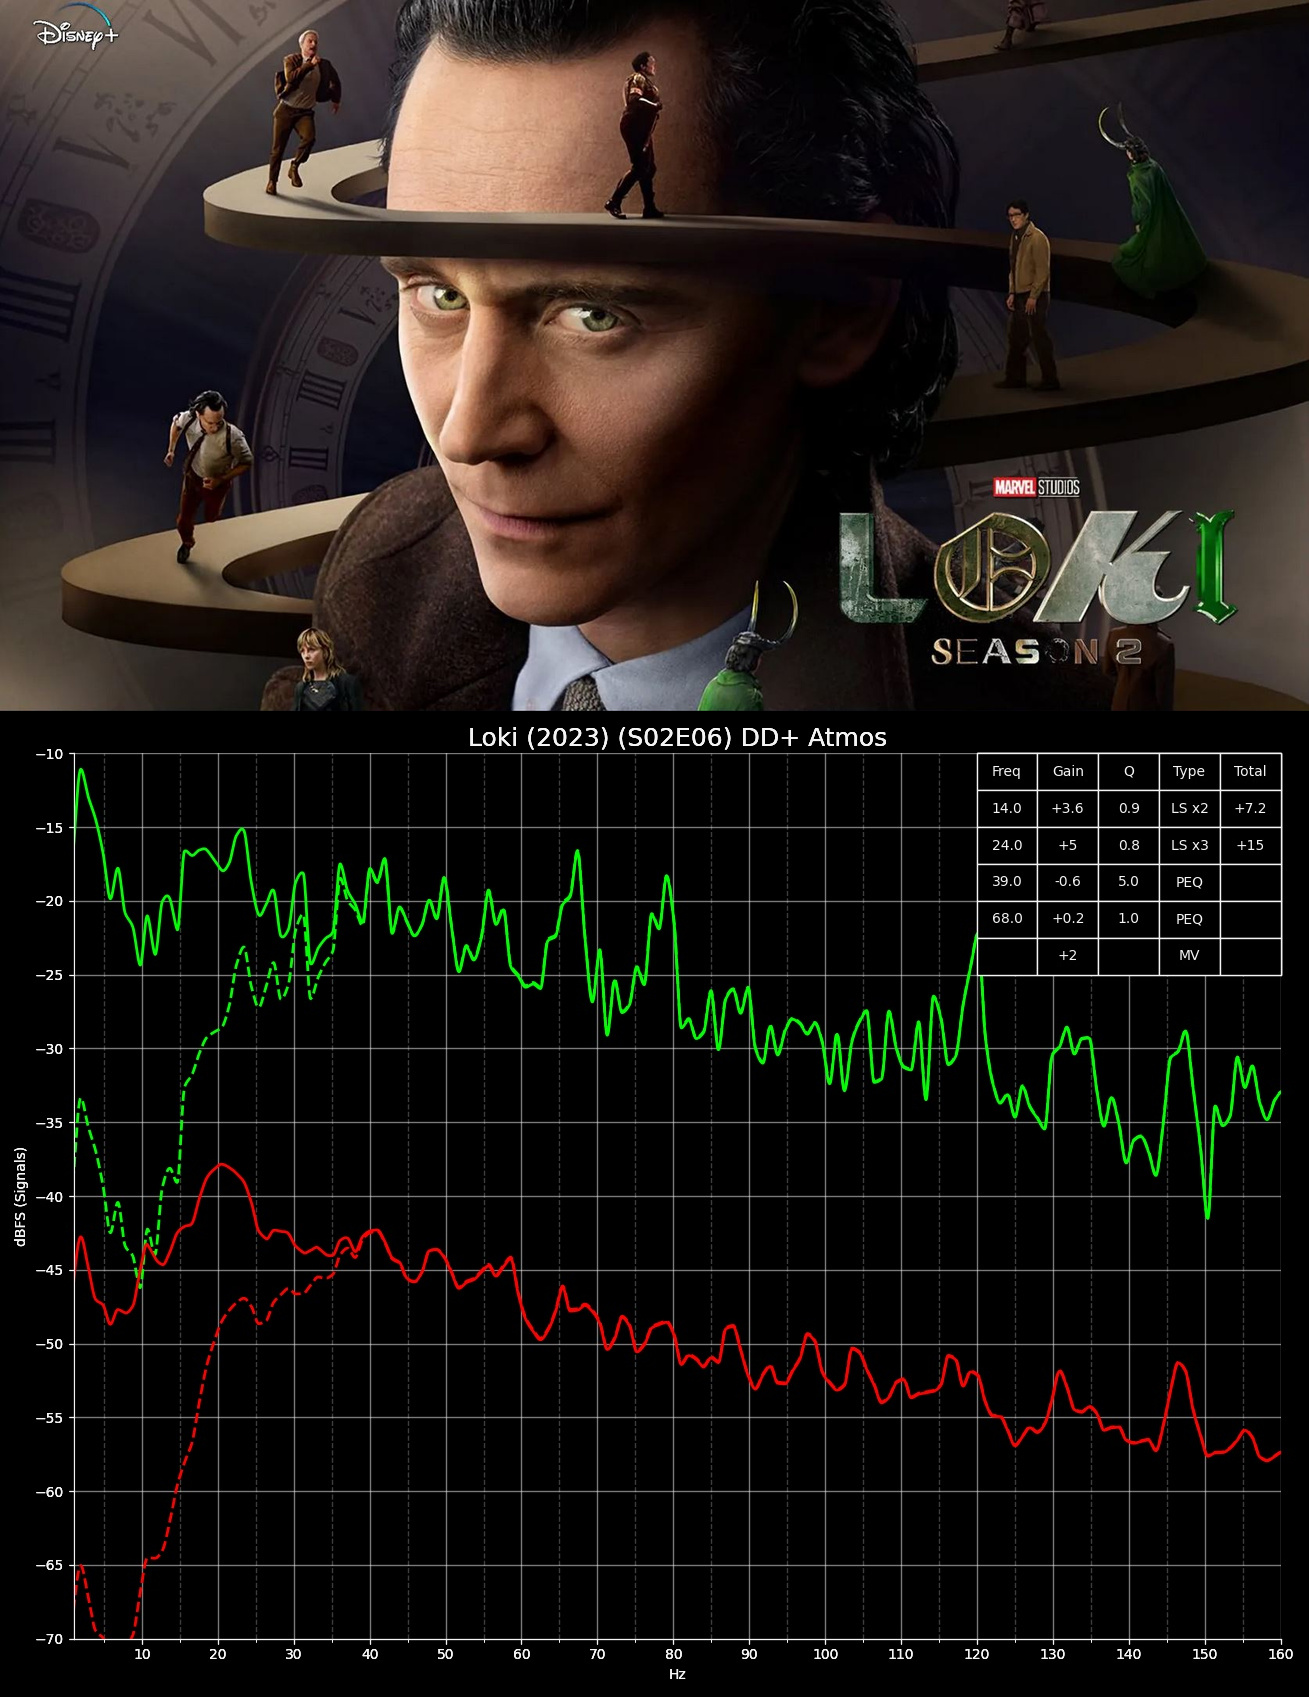 Disney+
MARVEL STUDIOS
LOKI
SEASON 2
Loki (2023) (S02E06) DD+ Atmos
Freq Gain Q Type Total
14.0 +3.6 0.9 LS x2 +7.2
24.0 +5 0.8 LS x3 +15
39.0 -0.6 5.0 PEQ
68.0 +0.2 1.0 PEQ
+2 MV
−10
−15
−20
−25
−30
−35
−40
−45
−50
−55
−60
−65
−70
dBFS (Signals)
10 20 30 40 50 60 70 80 90 100 110 120 130 140 150 160
Hz